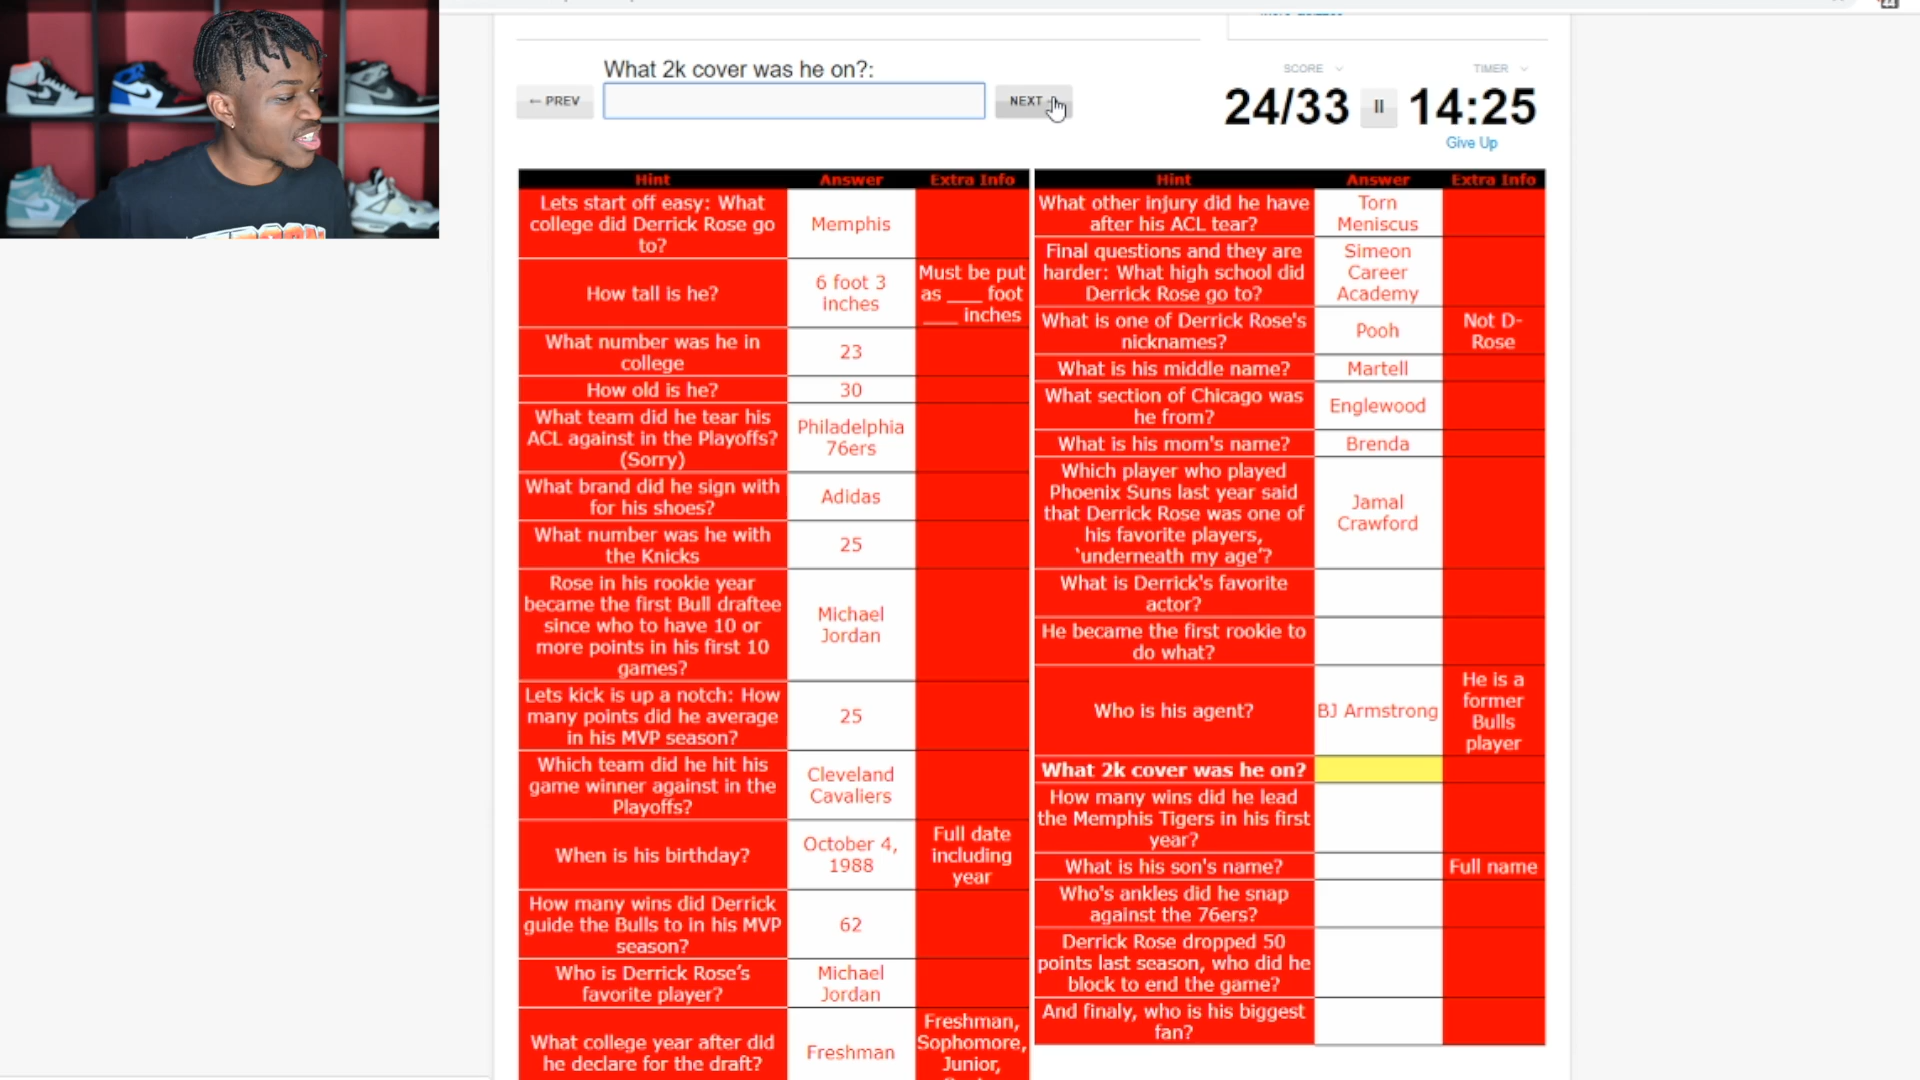 What 2k cover was he on?:
← PREV
NEXT
SCORE
24/33
TIMER
14:25
Give Up
Hint Answer Extra Info
Lets start off easy: What
college did Derrick Rose go
to?
Memphis
How tall is he?
6 foot 3
inches
Must be put
as ___ foot
___ inches
What number was he in
college
23
How old is he?
30
What team did he tear his
ACL against in the Playoffs?
(Sorry)
Philadelphia
76ers
What brand did he sign with
for his shoes?
Adidas
What number was he with
the Knicks
25
Rose in his rookie year
became the first Bull draftee
since who to have 10 or
more points in his first 10
games?
Michael
Jordan
Lets kick is up a notch: How
many points did he average
in his MVP season?
25
Which team did he hit his
game winner against in the
Playoffs?
Cleveland
Cavaliers
When is his birthday?
October 4,
1988
Full date
including
year
How many wins did Derrick
guide the Bulls to in his MVP
season?
62
Who is Derrick Rose's
favorite player?
Michael
Jordan
What college year after did
he declare for the draft?
Freshman
Freshman,
Sophomore,
Junior,
Hint Answer Extra Info
What other injury did he have
after his ACL tear?
Torn
Meniscus
Final questions and they are
harder: What high school did
Derrick Rose go to?
Simeon
Career
Academy
What is one of Derrick Rose's
nicknames?
Pooh
Not D-
Rose
What is his middle name?
Martell
What section of Chicago was
he from?
Englewood
What is his mom's name?
Brenda
Which player who played
Phoenix Suns last year said
that Derrick Rose was one of
his favorite players,
'underneath my age'?
Jamal
Crawford
What is Derrick's favorite
actor?
He became the first rookie to
do what?
Who is his agent?
BJ Armstrong
He is a
former
Bulls
player
What 2k cover was he on?
How many wins did he lead
the Memphis Tigers in his first
year?
What is his son's name?
Full name
Who's ankles did he snap
against the 76ers?
Derrick Rose dropped 50
points last season, who did he
block to end the game?
And finaly, who is his biggest
fan?